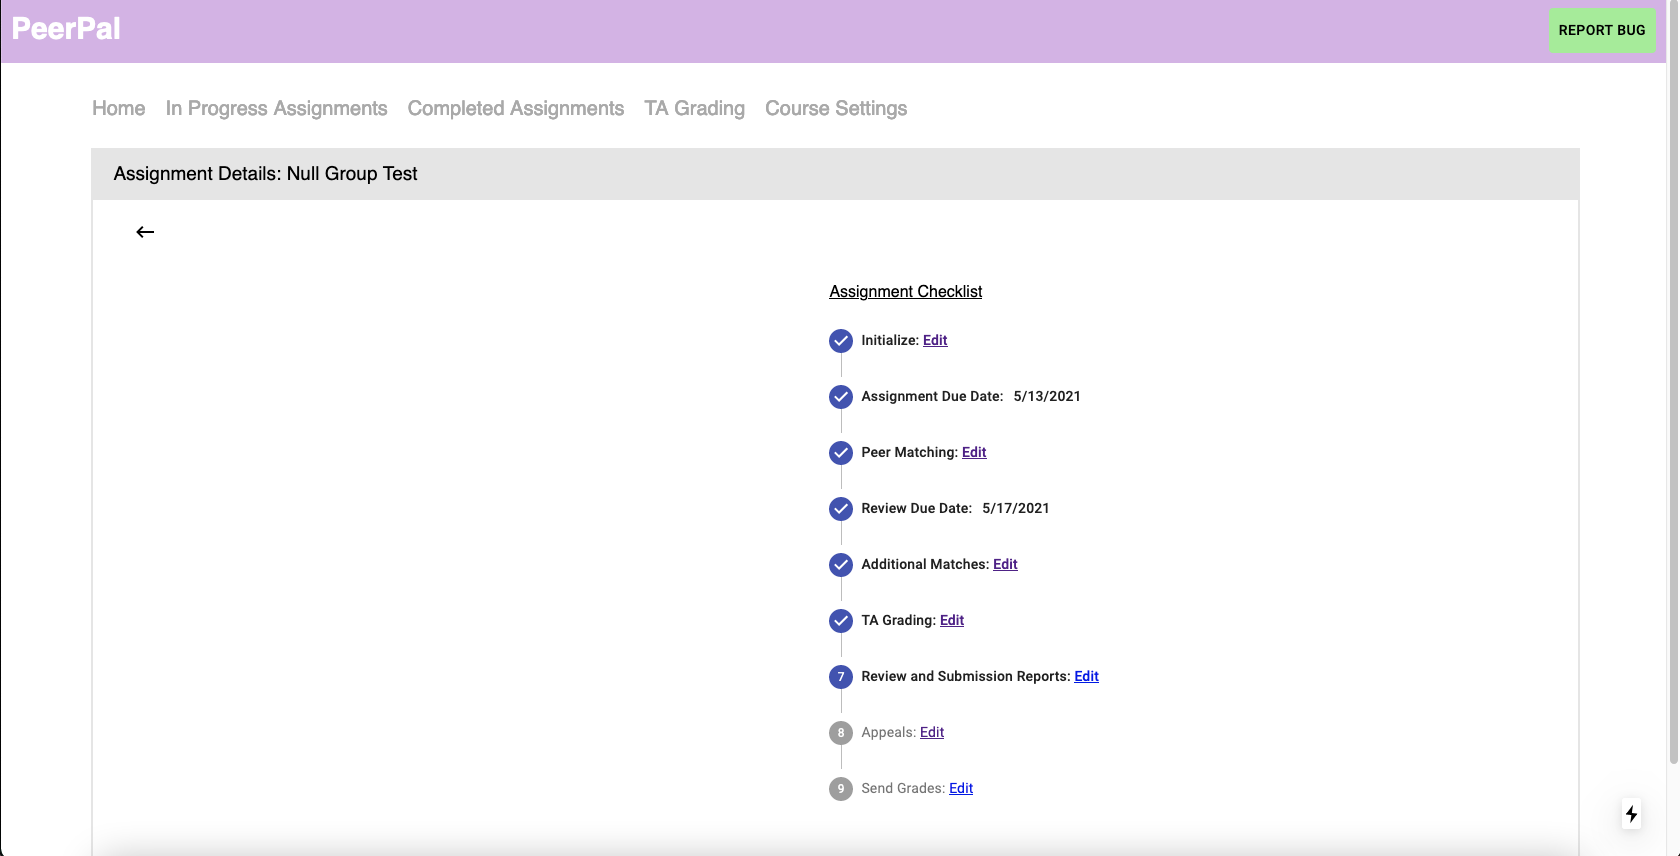 PeerPal
REPORT BUG
Home In Progress Assignments Completed Assignments TA Grading Course Settings
Assignment Details: Null Group Test
Assignment Checklist
Initialize: Edit
Assignment Due Date: 5/13/2021
Peer Matching: Edit
Review Due Date: 5/17/2021
Additional Matches: Edit
TA Grading: Edit
7 Review and Submission Reports: Edit
8 Appeals: Edit
9 Send Grades: Edit